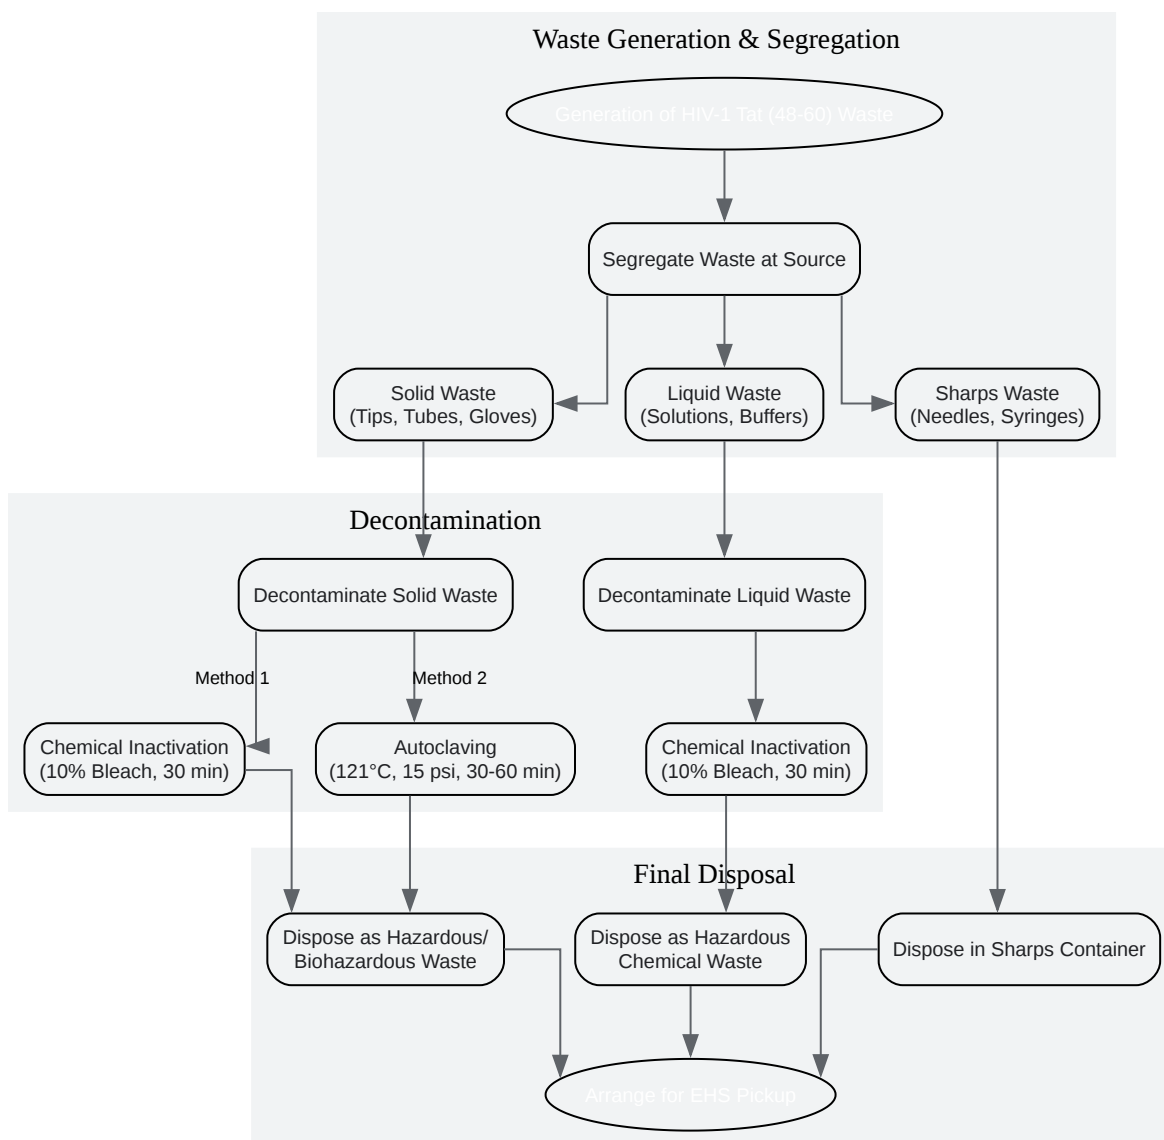 Waste Generation & Segregation
Generation of HIV-1 Tat (48-60) Waste
Segregate Waste at Source
Solid Waste
(Tips, Tubes, Gloves)
Liquid Waste
(Solutions, Buffers)
Sharps Waste
(Needles, Syringes)
Decontamination
Decontaminate Solid Waste
Decontaminate Liquid Waste
Method 1
Method 2
Chemical Inactivation
(10% Bleach, 30 min)
Autoclaving
(121°C, 15 psi, 30-60 min)
Chemical Inactivation
(10% Bleach, 30 min)
Final Disposal
Dispose as Hazardous/
Biohazardous Waste
Dispose as Hazardous
Chemical Waste
Dispose in Sharps Container
Arrange for EHS Pickup